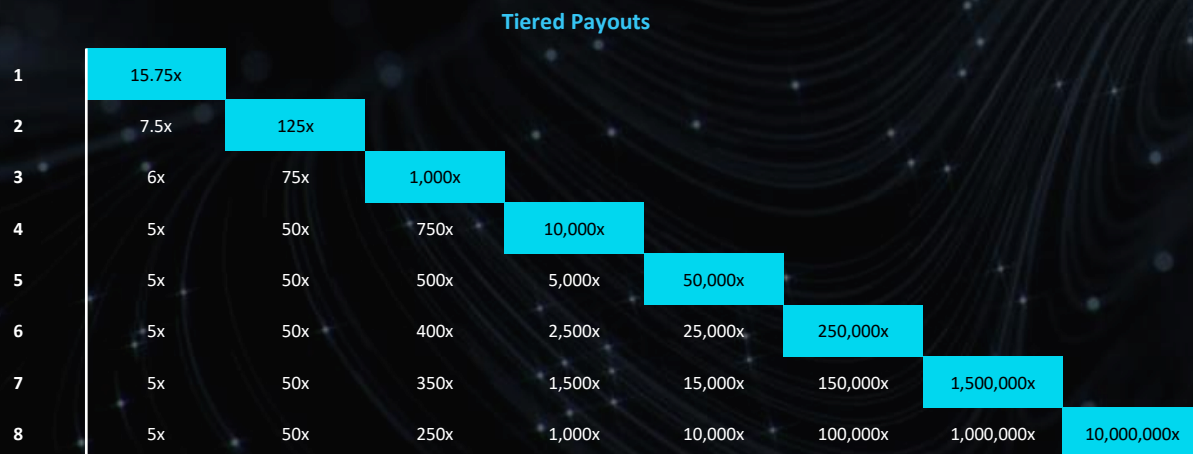 Tiered Payouts
1 15.75x
2 7.5x 125x
3 6x 75x 1,000x
4 5x 50x 750x 10,000x
5 5x 50x 500x 5,000x 50,000x
6 5x 50x 400x 2,500x 25,000x 250,000x
7 5x 50x 350x 1,500x 15,000x 150,000x 1,500,000x
8 5x 50x 250x 1,000x 10,000x 100,000x 1,000,000x 10,000,000x